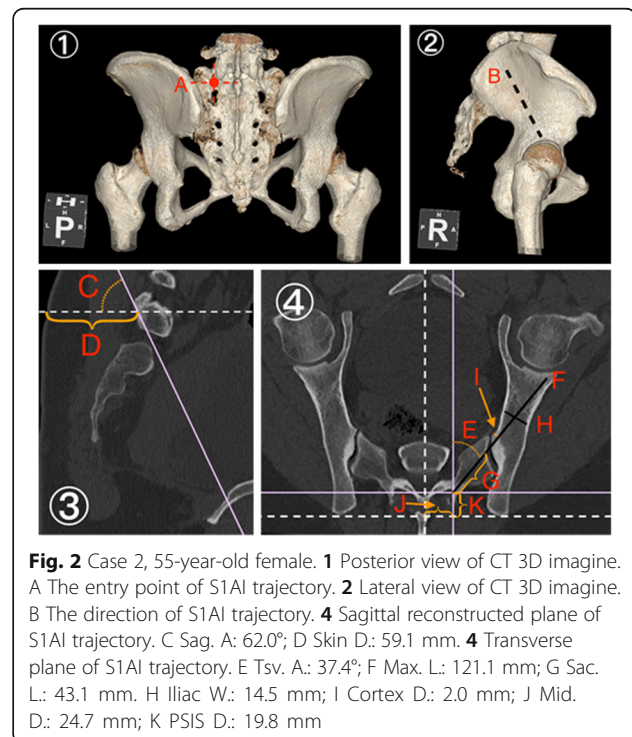 1
A
H
L P R
F
2
B
H
P R A
F
C
D
3
4
I
F
E
H
G
J
K
Fig. 2 Case 2, 55-year-old female. 1 Posterior view of CT 3D imagine.
A The entry point of S1AI trajectory. 2 Lateral view of CT 3D imagine.
B The direction of S1AI trajectory. 4 Sagittal reconstructed plane of
S1AI trajectory. C Sag. A: 62.0°; D Skin D.: 59.1 mm. 4 Transverse
plane of S1AI trajectory. E Tsv. A.: 37.4°; F Max. L.: 121.1 mm; G Sac.
L.: 43.1 mm. H Iliac W.: 14.5 mm; I Cortex D.: 2.0 mm; J Mid.
D.: 24.7 mm; K PSIS D.: 19.8 mm